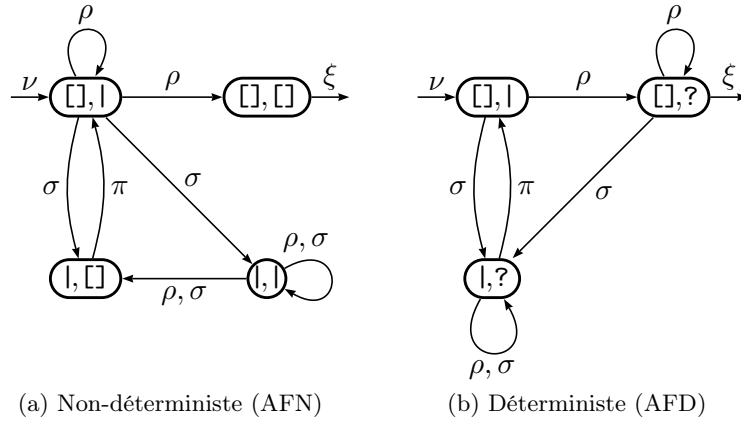 ρ ρ
ν [],| ρ [],[] ξ ν [],| ρ [],? ξ
σ π σ σ π σ
ρ, σ
|,[] ρ, σ |,| |,?
ρ, σ
(a) Non-déterministe (AFN) (b) Déterministe (AFD)